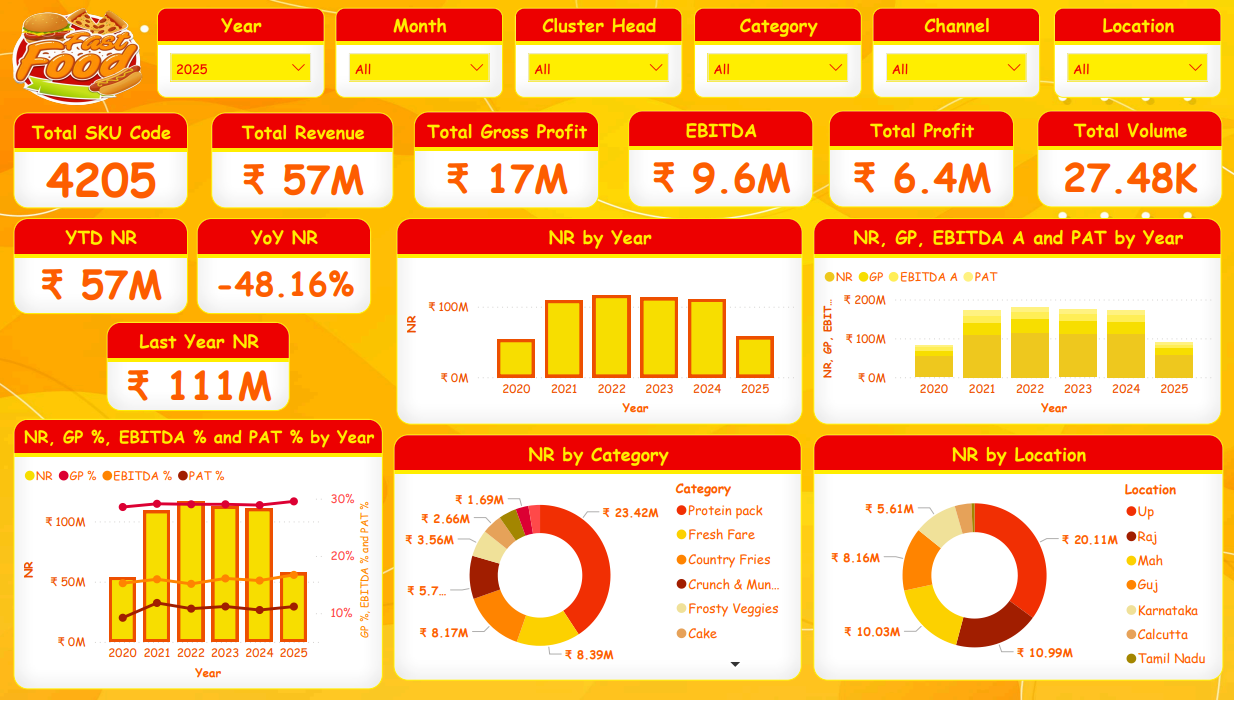 Fast
Food
Year
2025
Month
All
Cluster Head
All
Category
All
Channel
All
Location
All
Total SKU Code
4205
Total Revenue
₹ 57M
Total Gross Profit
₹ 17M
EBITDA
₹ 9.6M
Total Profit
₹ 6.4M
Total Volume
27.48K
YTD NR
₹ 57M
YoY NR
-48.16%
Last Year NR
₹ 111M
NR by Year
NR
₹ 100M
₹ 0M
2020 2021 2022 2023 2024 2025
Year
NR, GP, EBITDA A and PAT by Year
NR GP EBITDA A PAT
NR, GP, EBIT...
₹ 200M
₹ 100M
₹ 0M
2020 2021 2022 2023 2024 2025
Year
NR, GP %, EBITDA % and PAT % by Year
NR GP % EBITDA % PAT %
NR
₹ 100M
₹ 50M
₹ 0M
30%
20%
10%
GP %, EBITDA % and PAT %
2020 2021 2022 2023 2024 2025
Year
NR by Category
₹ 1.69M
₹ 2.66M
₹ 3.56M
₹ 5.7...
₹ 8.17M
₹ 8.39M
₹ 23.42M
Category
Protein pack
Fresh Fare
Country Fries
Crunch & Mun...
Frosty Veggies
Cake
NR by Location
₹ 5.61M
₹ 8.16M
₹ 10.03M
₹ 10.99M
₹ 20.11M
Location
Up
Raj
Mah
Guj
Karnataka
Calcutta
Tamil Nadu